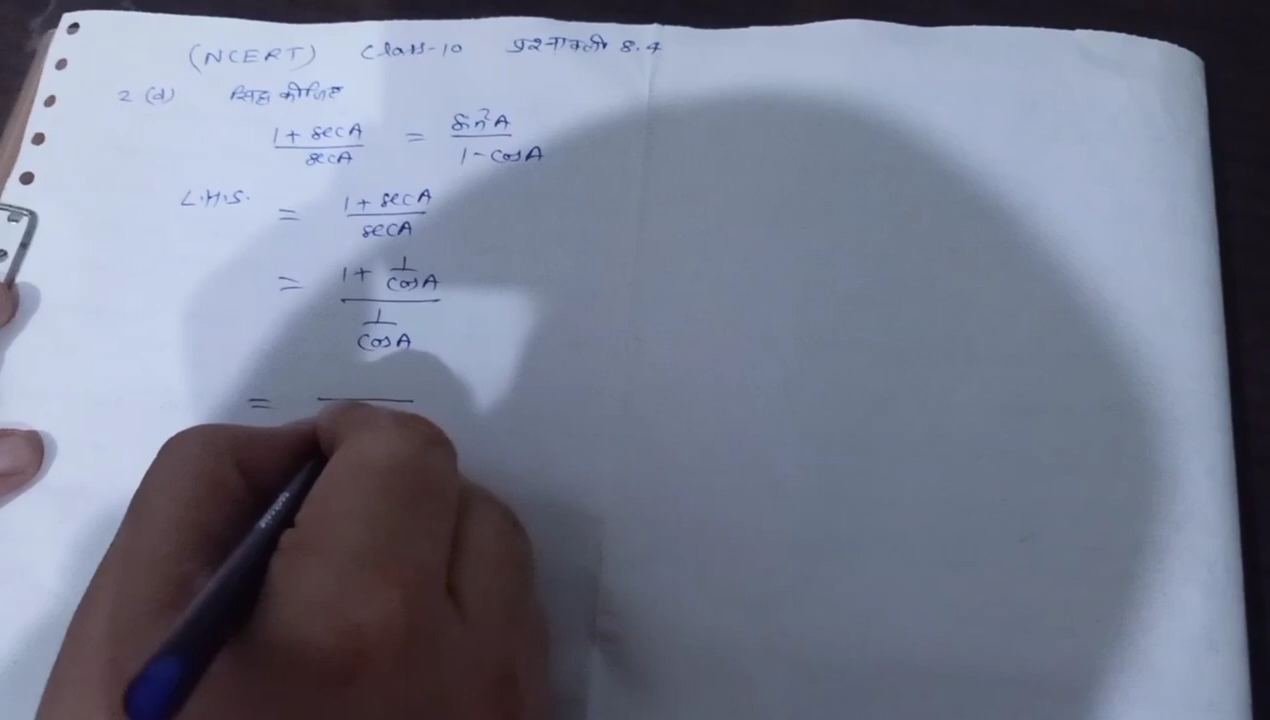 (NCERT) Class-10 प्रश्नावली 8.4
2 (d) सिद्ध कीजिए
1 + secA / secA = sin²A / 1 - cosA
L.H.S. = 1 + secA / secA
= 1 + 1/cosA / 1/cosA
=